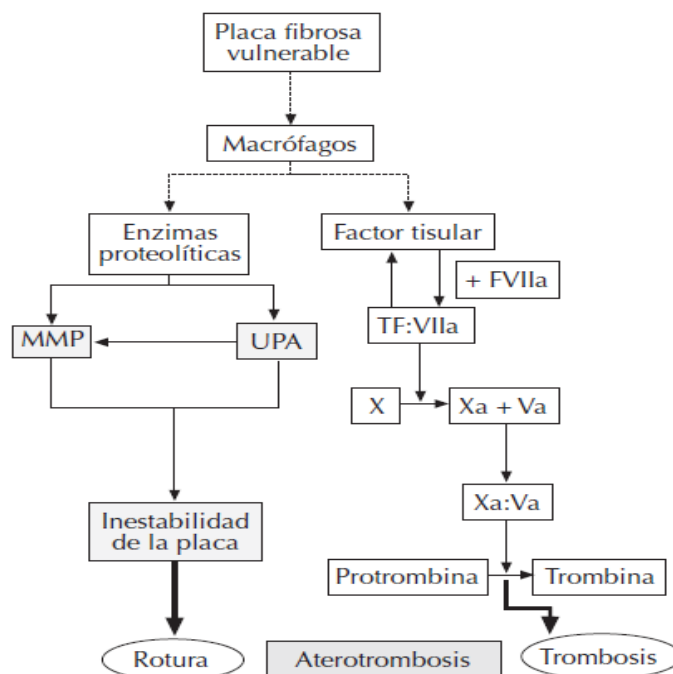 Placa fibrosa
vulnerable
Macrófagos
Enzimas
proteolíticas
Factor tisular
+ FVIIa
MMP
UPA
TF:VIIa
X
Xa + Va
Xa:Va
Inestabilidad
de la placa
Protrombina
Trombina
Rotura
Aterotrombosis
Trombosis